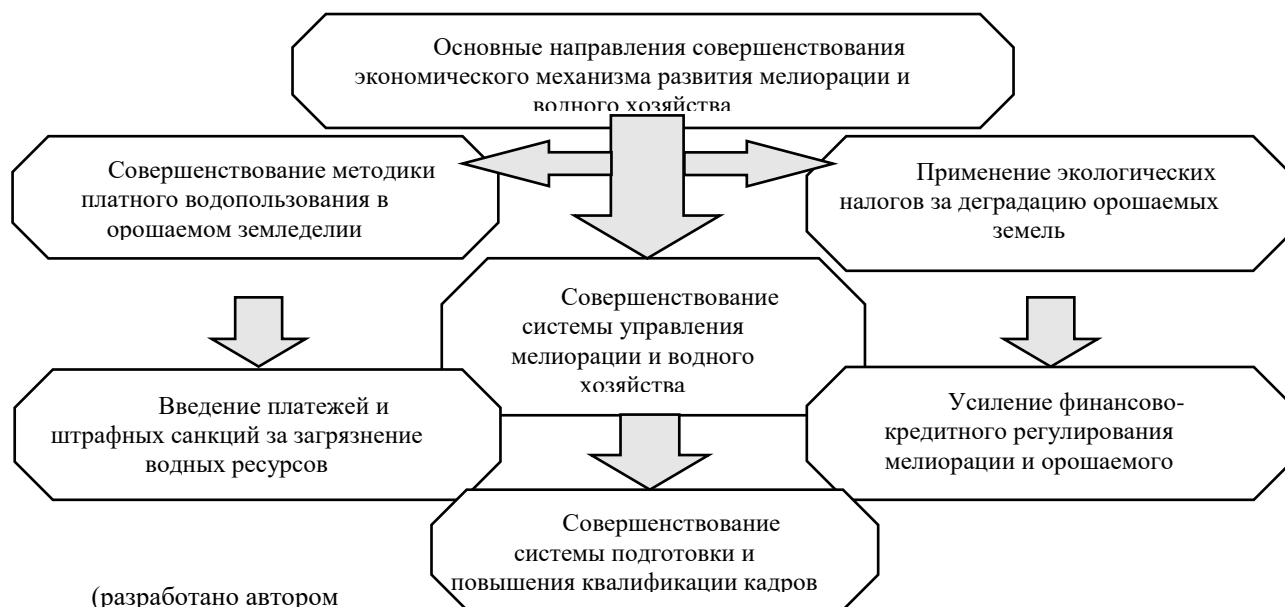 Основные направления совершенствования
экономического механизма развития мелиорации и
водного хозяйства
Совершенствование методики
платного водопользования в
орошаемом земледелии
Применение экологических
налогов за деградацию орошаемых
земель
Совершенствование
системы управления
мелиорации и водного
хозяйства
Введение платежей и
штрафных санкций за загрязнение
водных ресурсов
Усиление финансово-
кредитного регулирования
мелиорации и орошаемого
Совершенствование
системы подготовки и
повышения квалификации кадров
(разработано автором